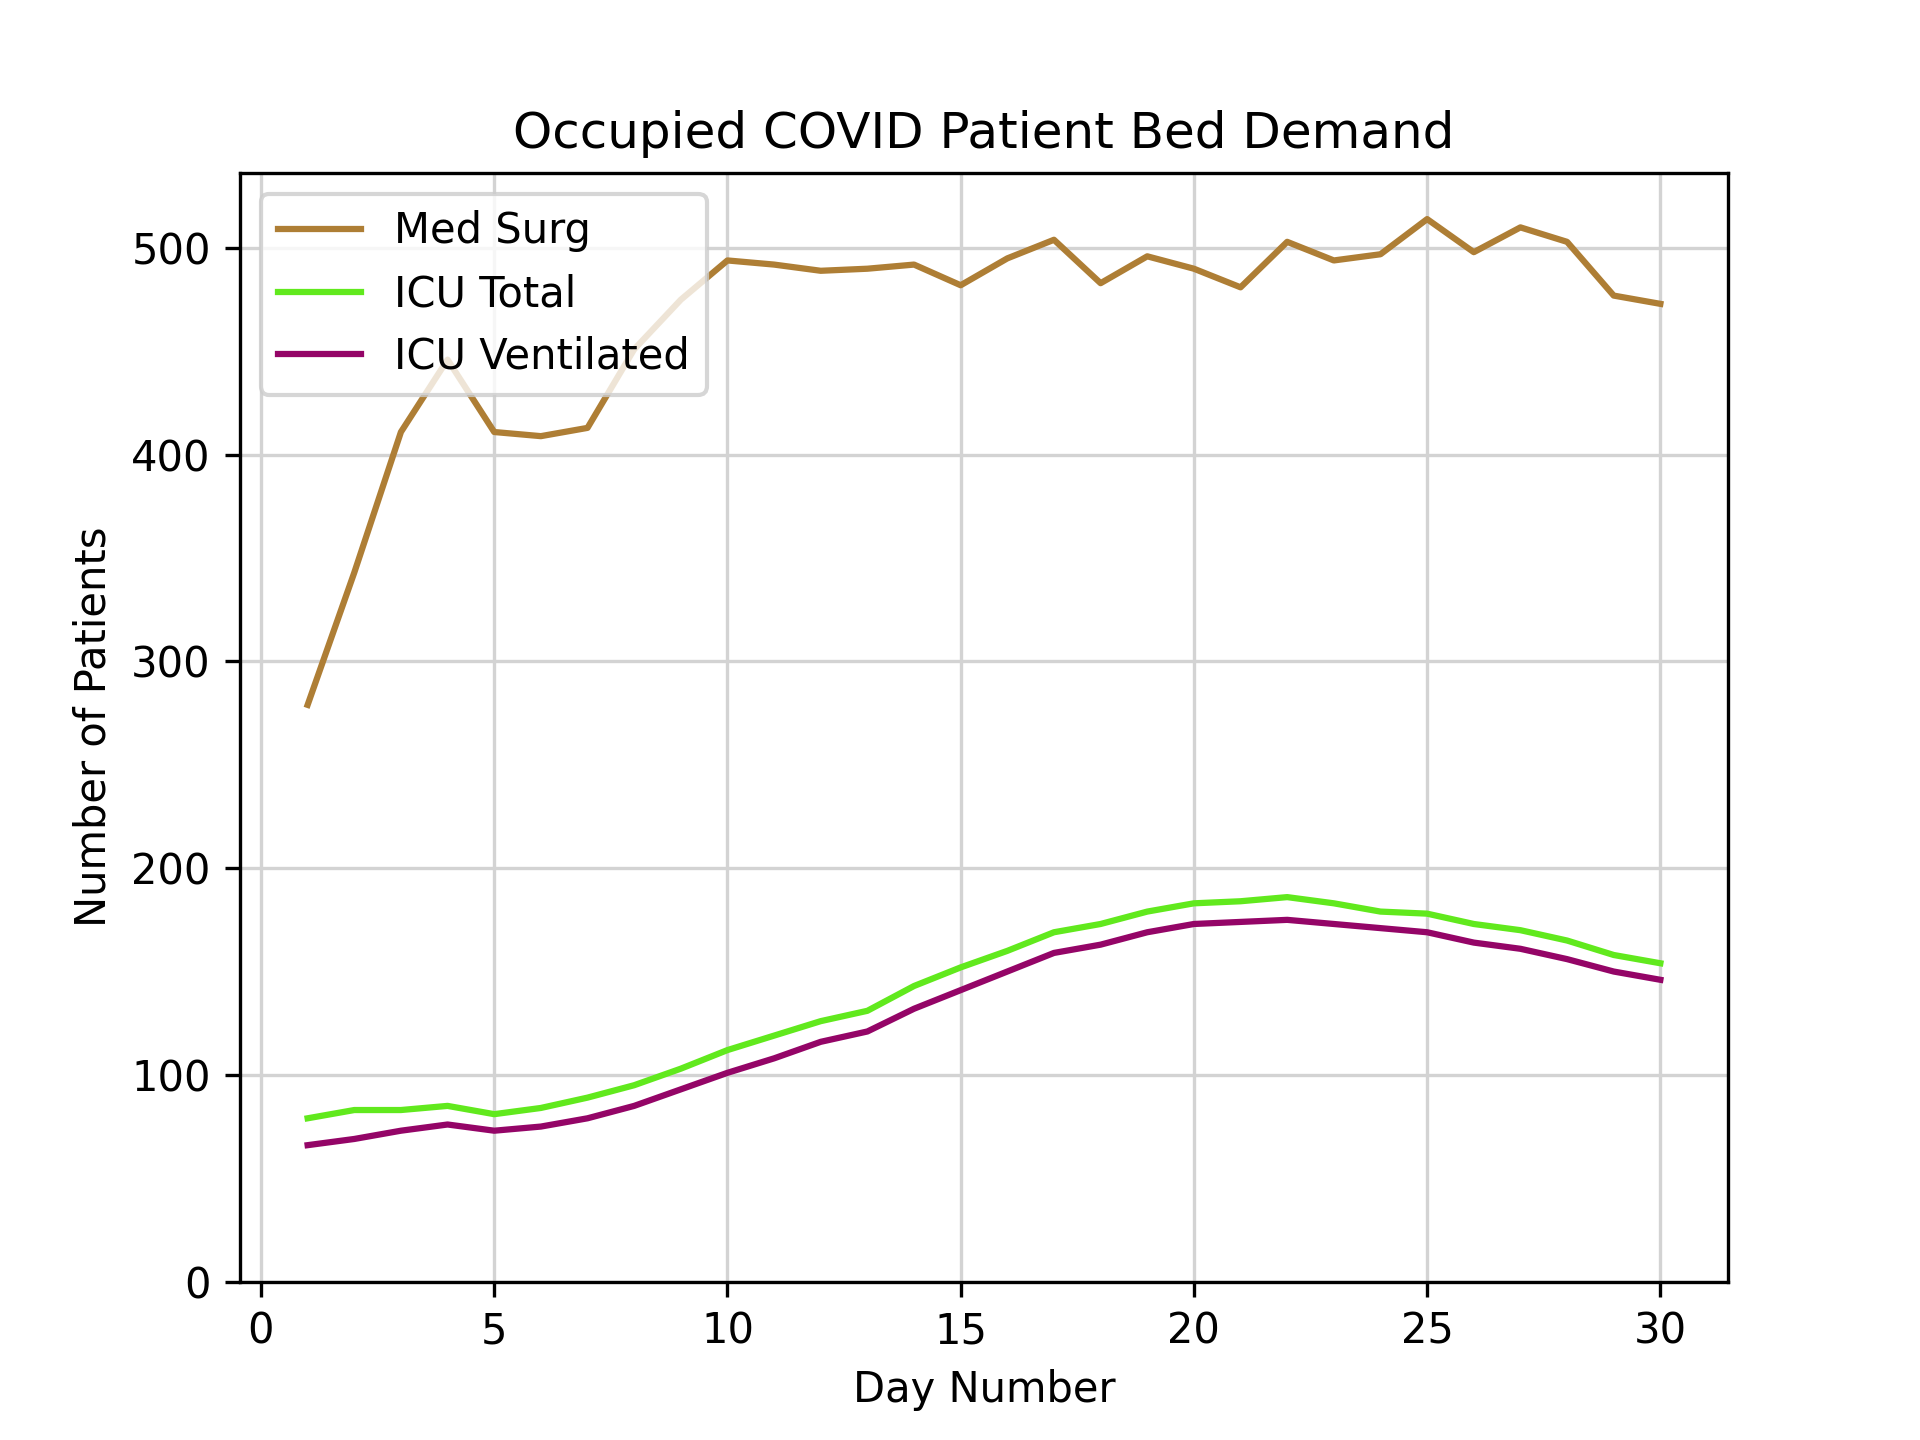 Occupied COVID Patient Bed Demand
Med Surg
ICU Total
ICU Ventilated
500
400
300
200
100
0
Number of Patients
0 5 10 15 20 25 30
Day Number